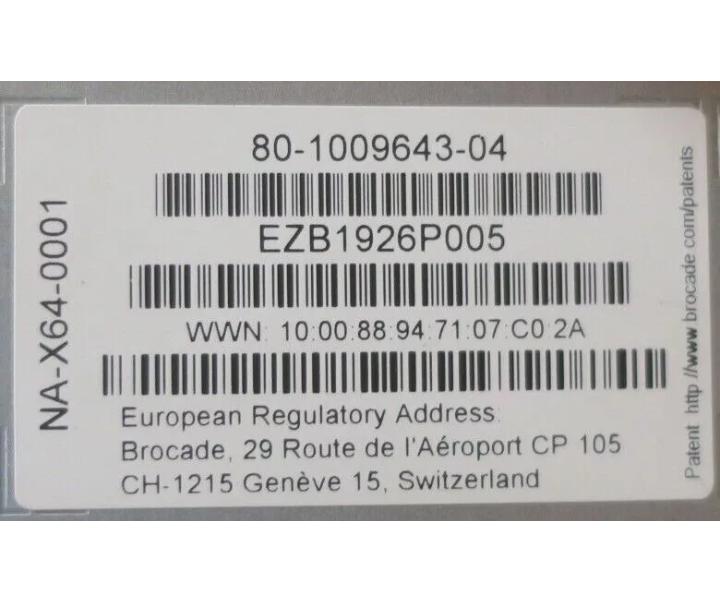 80-1009643-04
EZB1926P005
WWN: 10:00:88:94:71:07:C0:2A
European Regulatory Address:
Brocade, 29 Route de l'Aéroport CP 105
CH-1215 Genève 15, Switzerland
NA-X64-0001
Patent http://www.brocade.com/patents